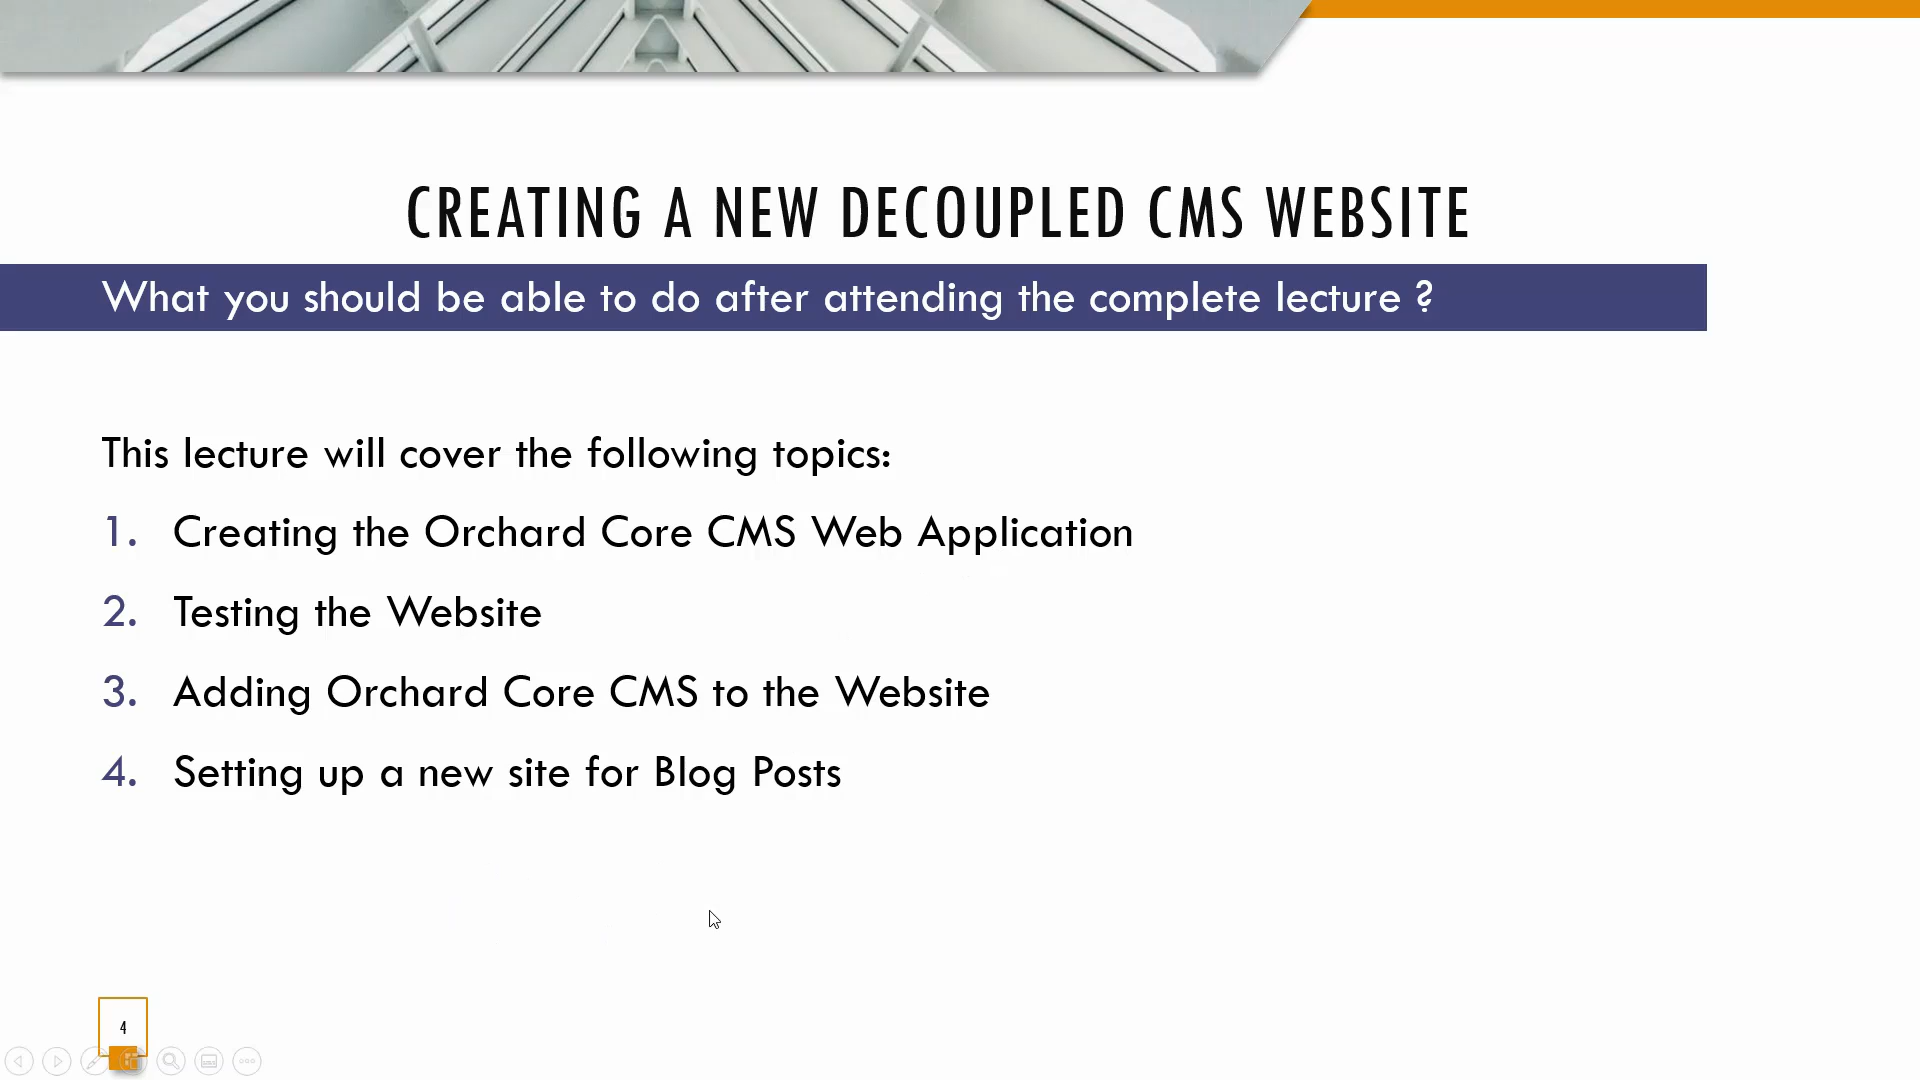 CREATING A NEW DECOUPLED CMS WEBSITE
What you should be able to do after attending the complete lecture ?
This lecture will cover the following topics:
1. Creating the Orchard Core CMS Web Application
2. Testing the Website
3. Adding Orchard Core CMS to the Website
4. Setting up a new site for Blog Posts
4